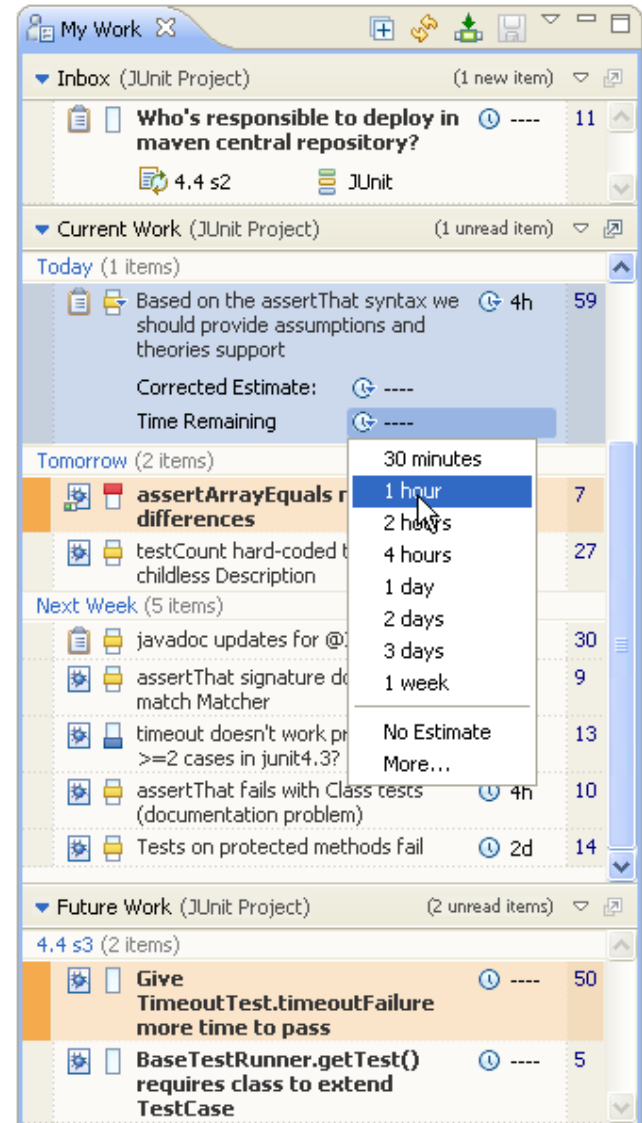 My Work
Inbox (JUnit Project) (1 new item)
Who's responsible to deploy in ---- 11
maven central repository?
4.4 s2 JUnit
Current Work (JUnit Project) (1 unread item)
Today (1 items)
Based on the assertThat syntax we 4h 59
should provide assumptions and
theories support
Corrected Estimate: ----
Time Remaining ----
30 minutes
1 hour
2 hours
4 hours
1 day
2 days
3 days
1 week
No Estimate
More...
Tomorrow (2 items)
assertArrayEquals 7
differences
testCount hard-coded 27
childless Description
Next Week (5 items)
javadoc updates for 30
assertThat signature 9
match Matcher
timeout doesn't work 13
>=2 cases in junit4.3?
assertThat fails with Class tests 4h 10
(documentation problem)
Tests on protected methods fail 2d 14
Future Work (JUnit Project) (2 unread items)
4.4 s3 (2 items)
Give ---- 50
TimeoutTest.timeoutFailure
more time to pass
BaseTestRunner.getTest() ---- 5
requires class to extend
TestCase